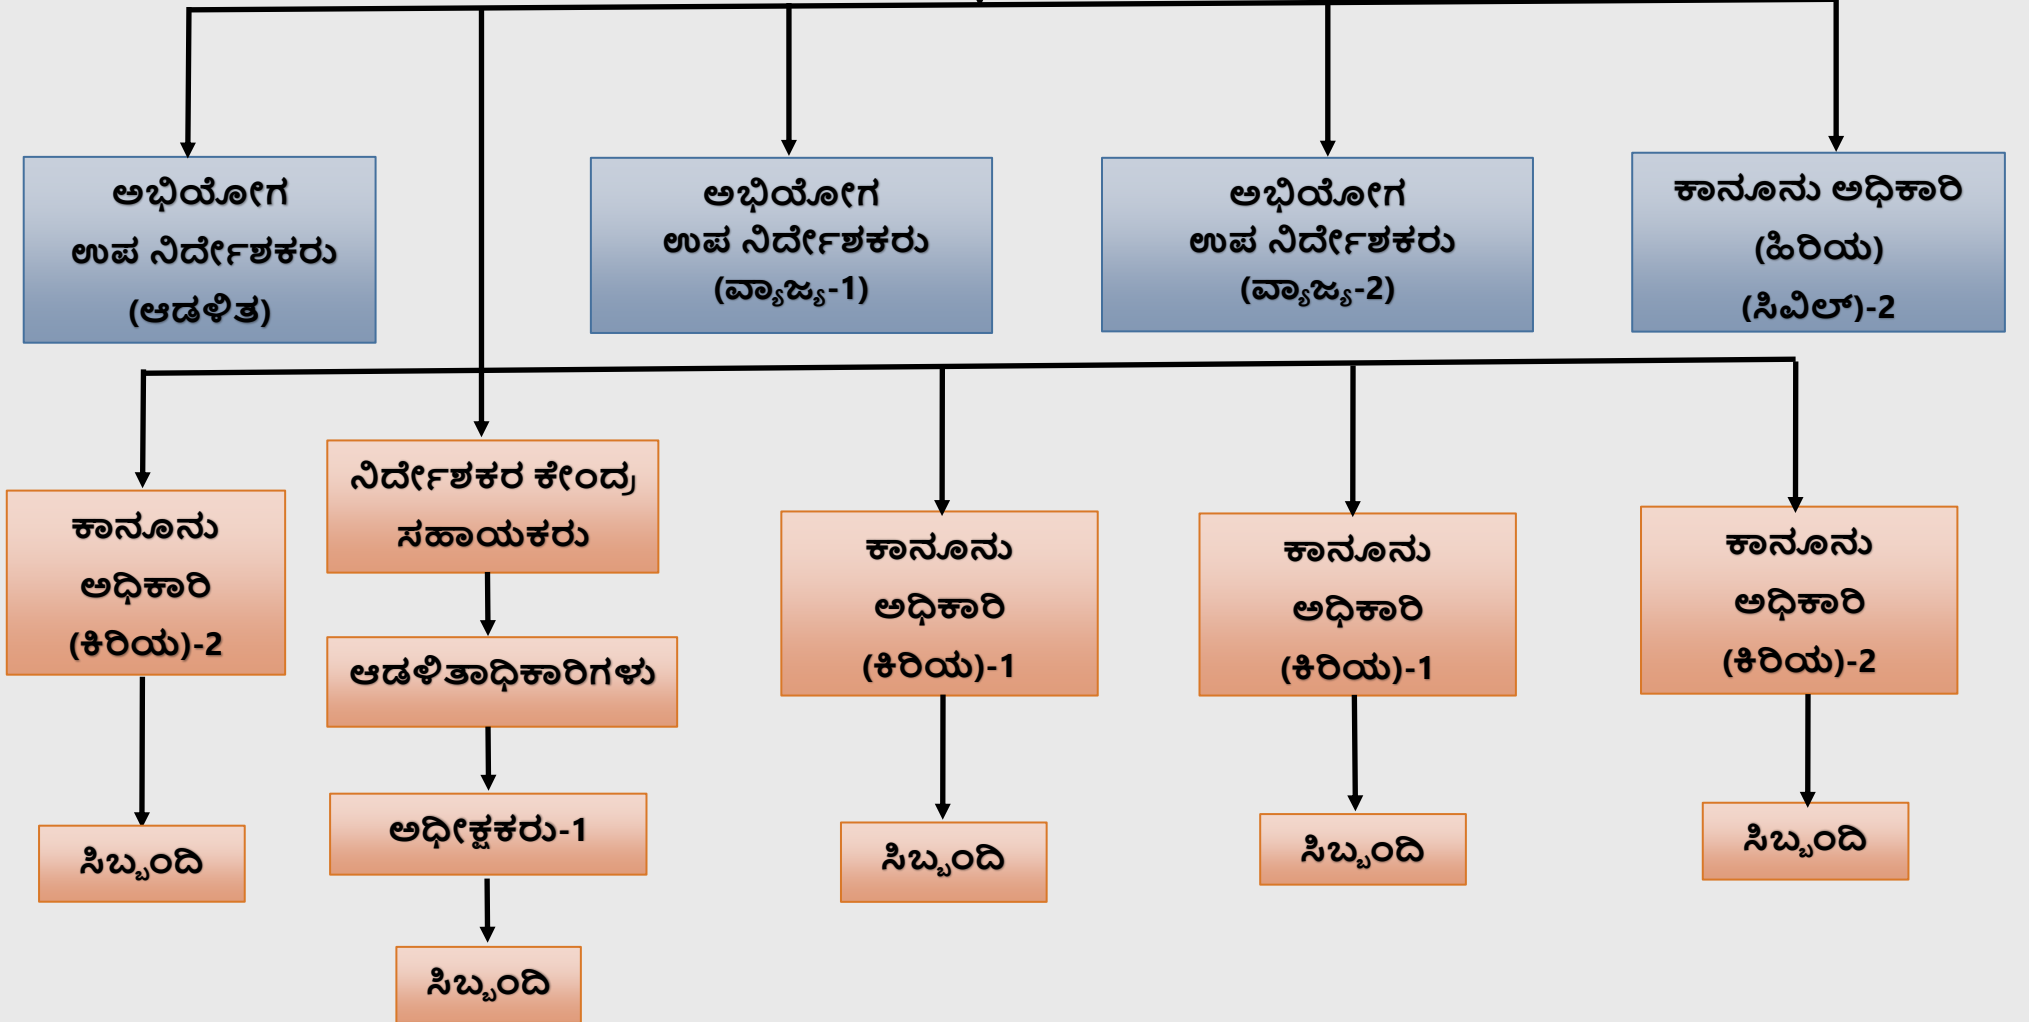 ಅಭಿಯೋಗ
ಉಪ ನಿರ್ದೇಶಕರು
(ಆಡಳಿತ)
ಅಭಿಯೋಗ
ಉಪ ನಿರ್ದೇಶಕರು
(ವ್ಯಾಜ್ಯ-1)
ಅಭಿಯೋಗ
ಉಪ ನಿರ್ದೇಶಕರು
(ವ್ಯಾಜ್ಯ-2)
ಕಾನೂನು ಅಧಿಕಾರಿ
(ಹಿರಿಯ)
(ಸಿವಿಲ್)-2
ಕಾನೂನು
ಅಧಿಕಾರಿ
(ಕಿರಿಯ)-2
ಸಿಬ್ಬಂದಿ
ನಿರ್ದೇಶಕರ ಕೇಂದ್ರ
ಸಹಾಯಕರು
ಆಡಳಿತಾಧಿಕಾರಿಗಳು
ಅಧೀಕ್ಷಕರು-1
ಸಿಬ್ಬಂದಿ
ಕಾನೂನು
ಅಧಿಕಾರಿ
(ಕಿರಿಯ)-1
ಸಿಬ್ಬಂದಿ
ಕಾನೂನು
ಅಧಿಕಾರಿ
(ಕಿರಿಯ)-1
ಸಿಬ್ಬಂದಿ
ಕಾನೂನು
ಅಧಿಕಾರಿ
(ಕಿರಿಯ)-2
ಸಿಬ್ಬಂದಿ